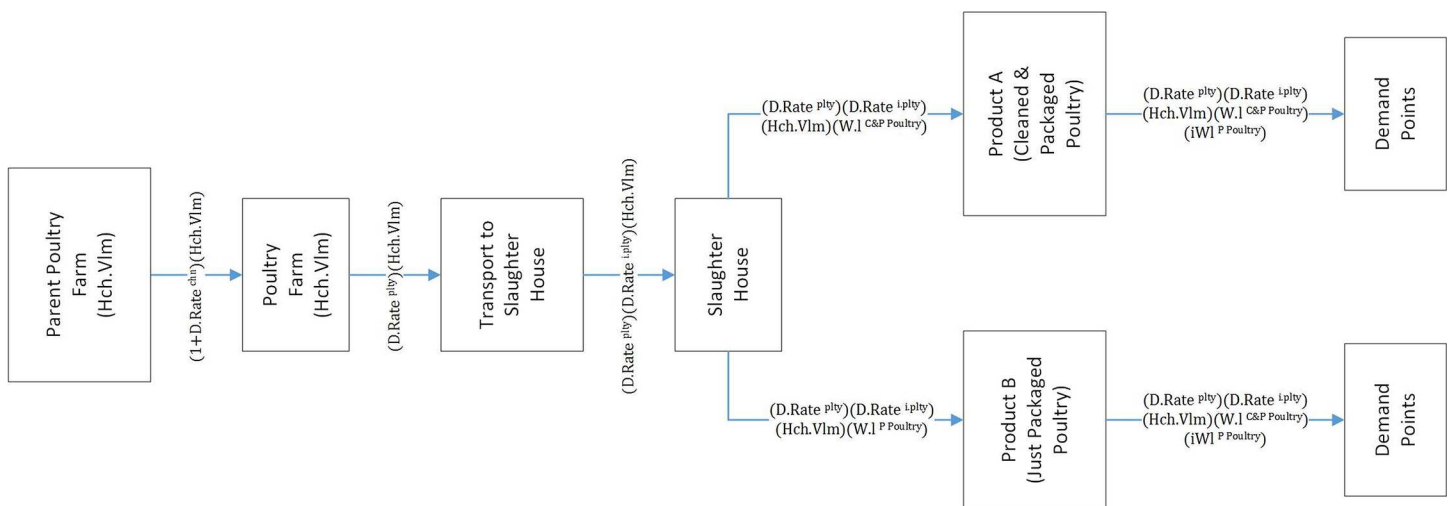 Parent Poultry
Farm
(Hch.Vlm)
(1+D.Rate ᶜʰⁿ)(Hch.Vlm)
Poultry
Farm
(Hch.Vlm)
(D.Rate ᵖˡᵗʸ)(Hch.Vlm)
Transport to
Slaughter
House
(D.Rate ᵖˡᵗʸ)(D.Rate ⁱ·ᵖˡᵗʸ)(Hch.Vlm)
Slaughter
House
(D.Rate ᵖˡᵗʸ)(D.Rate ⁱ·ᵖˡᵗʸ)
(Hch.Vlm)(W.l ᶜ&ᴾ ᴾᵒᵘˡᵗʳʸ)
Product A
(Cleaned &
Packaged
Poultry)
(D.Rate ᵖˡᵗʸ)(D.Rate ⁱ·ᵖˡᵗʸ)
(Hch.Vlm)(W.l ᶜ&ᴾ ᴾᵒᵘˡᵗʳʸ)
(iWl ᴾ ᴾᵒᵘˡᵗʳʸ)
Demand
Points
(D.Rate ᵖˡᵗʸ)(D.Rate ⁱ·ᵖˡᵗʸ)
(Hch.Vlm)(W.l ᴾ ᴾᵒᵘˡᵗʳʸ)
Product B
(Just Packaged
Poultry)
(D.Rate ᵖˡᵗʸ)(D.Rate ⁱ·ᵖˡᵗʸ)
(Hch.Vlm)(W.l ᶜ&ᴾ ᴾᵒᵘˡᵗʳʸ)
(iWl ᴾ ᴾᵒᵘˡᵗʳʸ)
Demand
Points